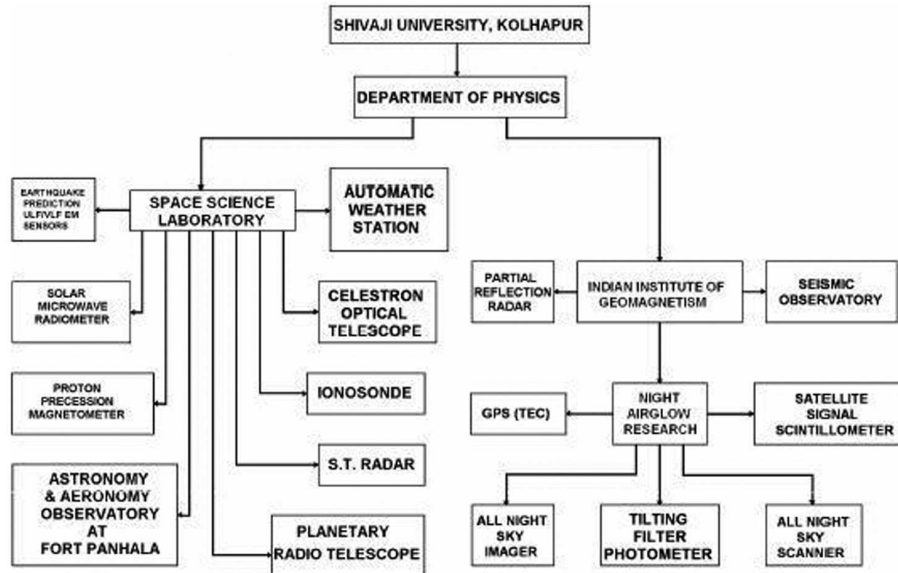 SHIVAJI UNIVERSITY, KOLHAPUR
DEPARTMENT OF PHYSICS
EARTHQUAKE
PREDICTION
ULF/VLF EM
SENSORS
SPACE SCIENCE
LABORATORY
AUTOMATIC
WEATHER
STATION
SOLAR
MICROWAVE
RADIOMETER
CELESTRON
OPTICAL
TELESCOPE
PARTIAL
REFLECTION
RADAR
INDIAN INSTITUTE OF
GEOMAGNETISM
SEISMIC
OBSERVATORY
PROTON
PRECESSION
MAGNETOMETER
IONOSONDE
GPS (TEC)
NIGHT
AIRGLOW
RESEARCH
SATELLITE
SIGNAL
SCINTILLOMETER
ASTRONOMY
& AERONOMY
OBSERVATORY
AT
FORT PANHALA
S.T. RADAR
PLANETARY
RADIO TELESCOPE
ALL NIGHT
SKY
IMAGER
TILTING
FILTER
PHOTOMETER
ALL NIGHT
SKY
SCANNIER